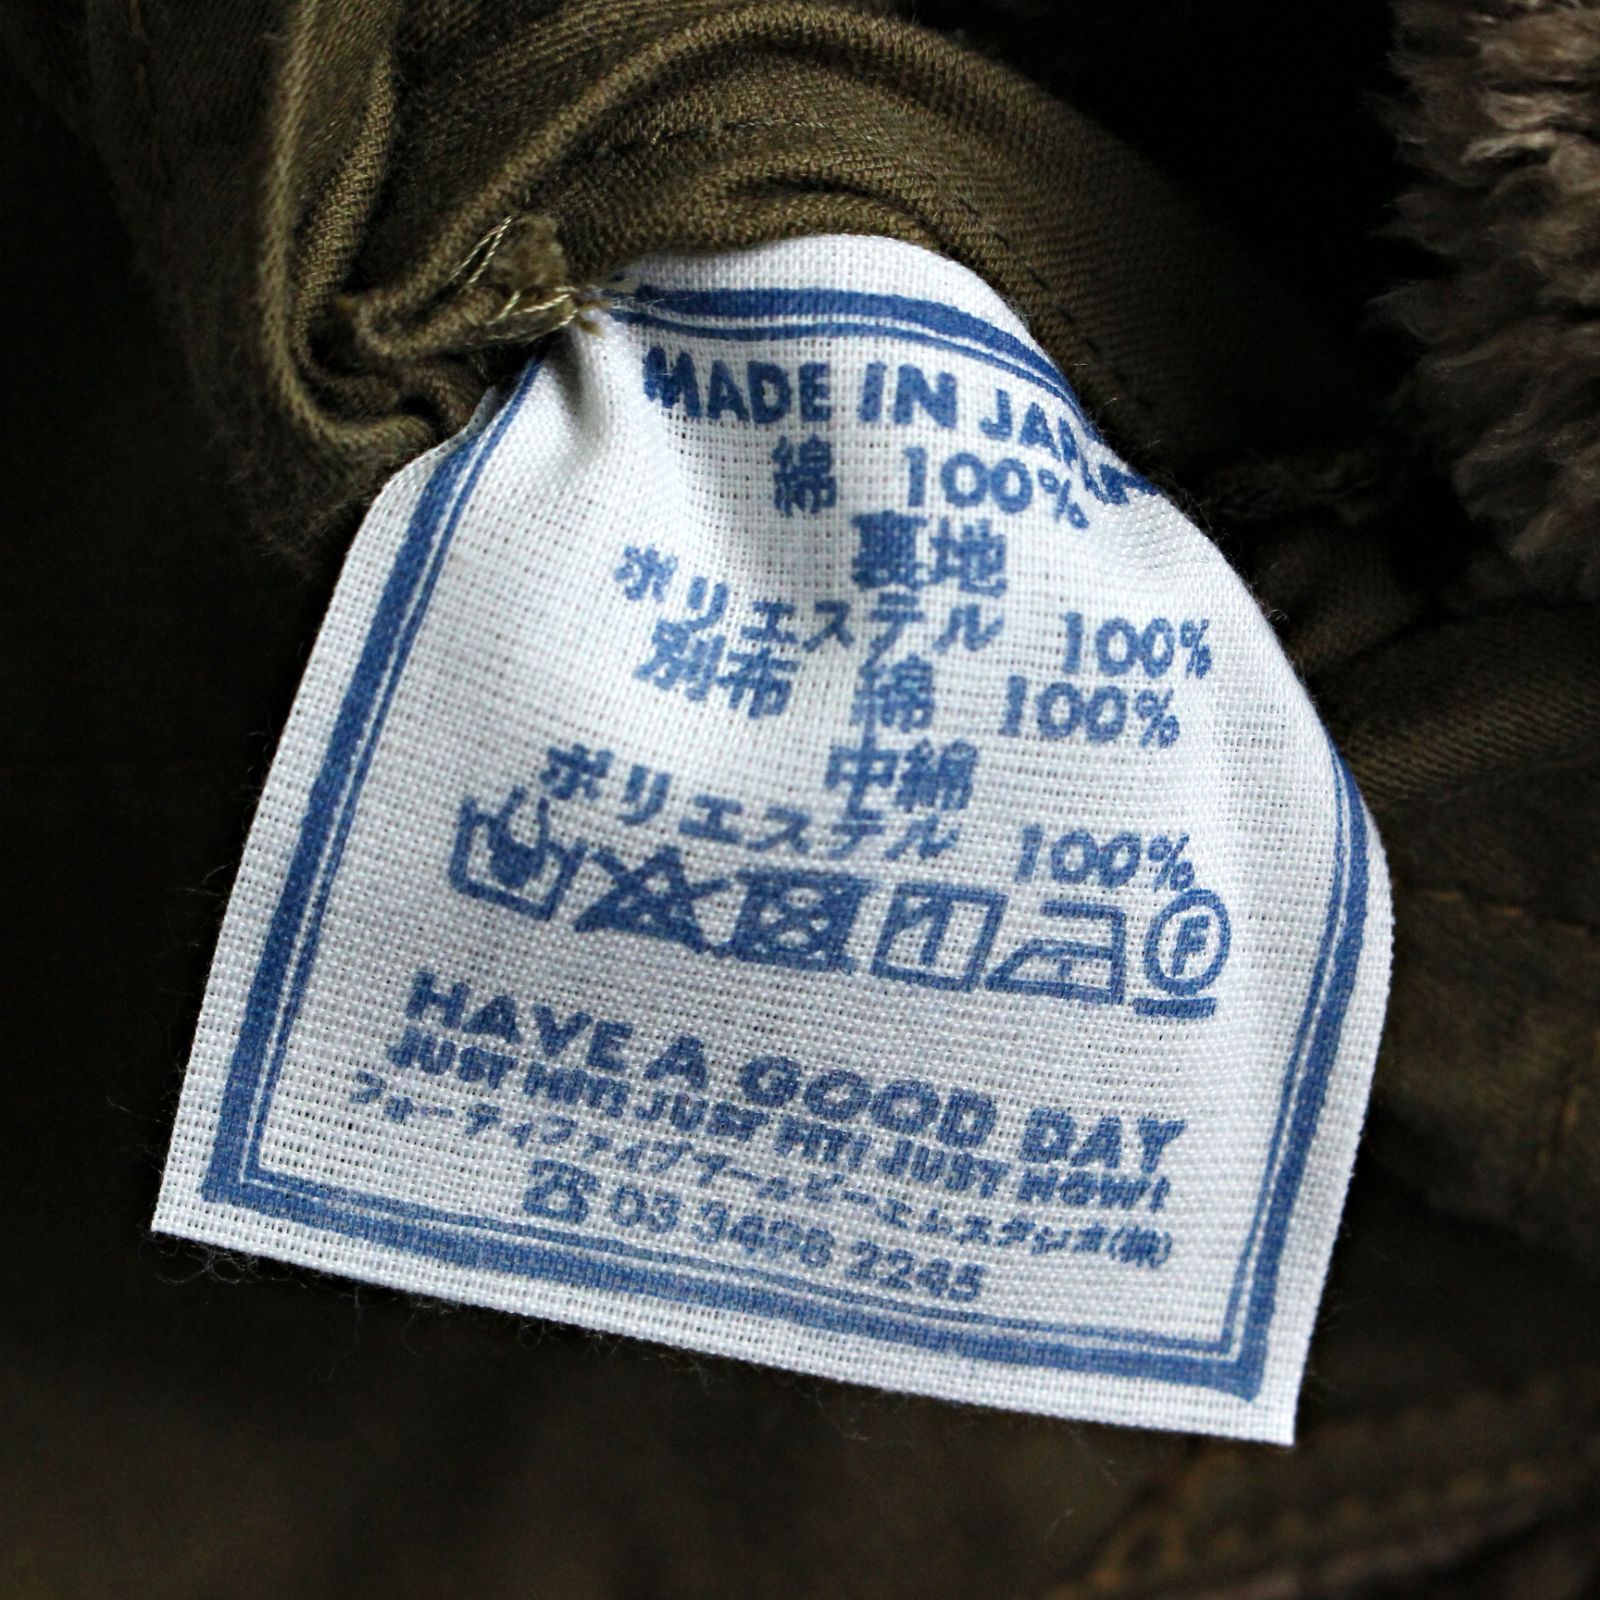 MADE IN JAPAN
綿 100%
裏地
ポリエステル 100%
別布 綿 100%
中綿
ポリエステル 100%
F
HAVE A GOOD DAY
JUST HOT! JUST FIT! JUST NOW!
フォーティファイブアールピーエムスタジオ(株)
☎ 03 3496 2245